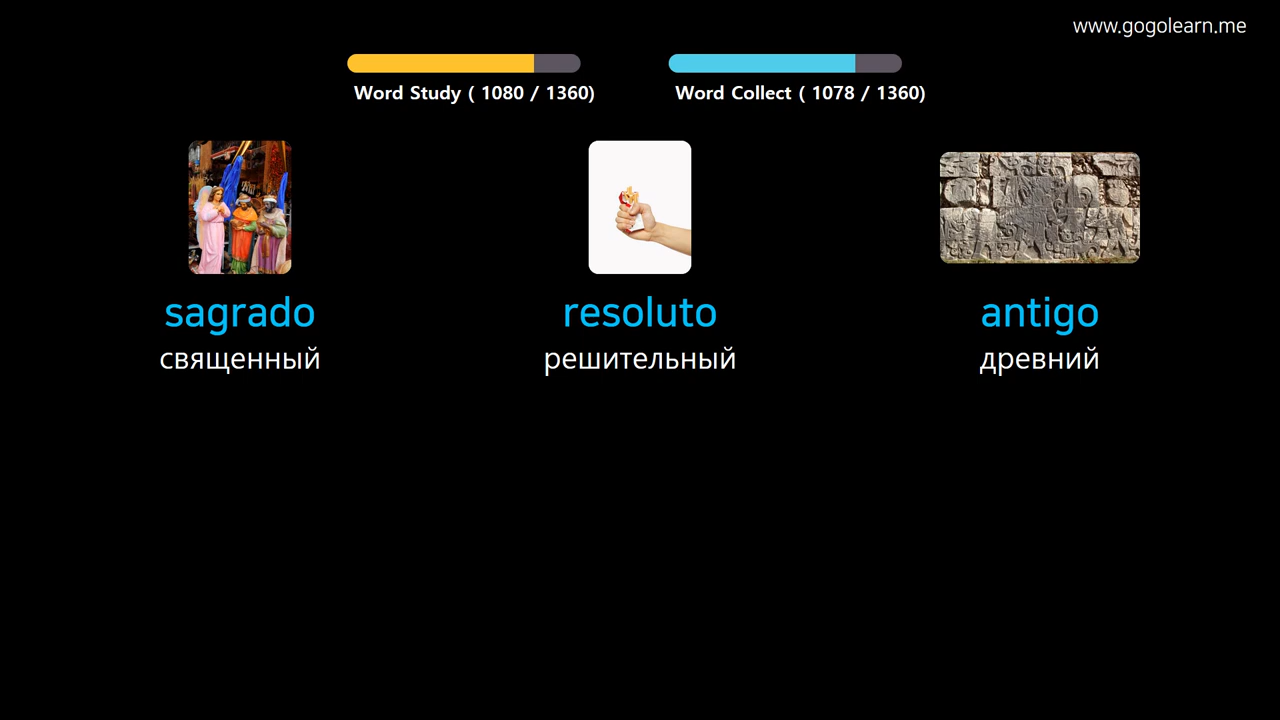 www.gogolearn.me
Word Study ( 1080 / 1360)
Word Collect ( 1078 / 1360)
sagrado
resoluto
antigo
священный
решительный
древний